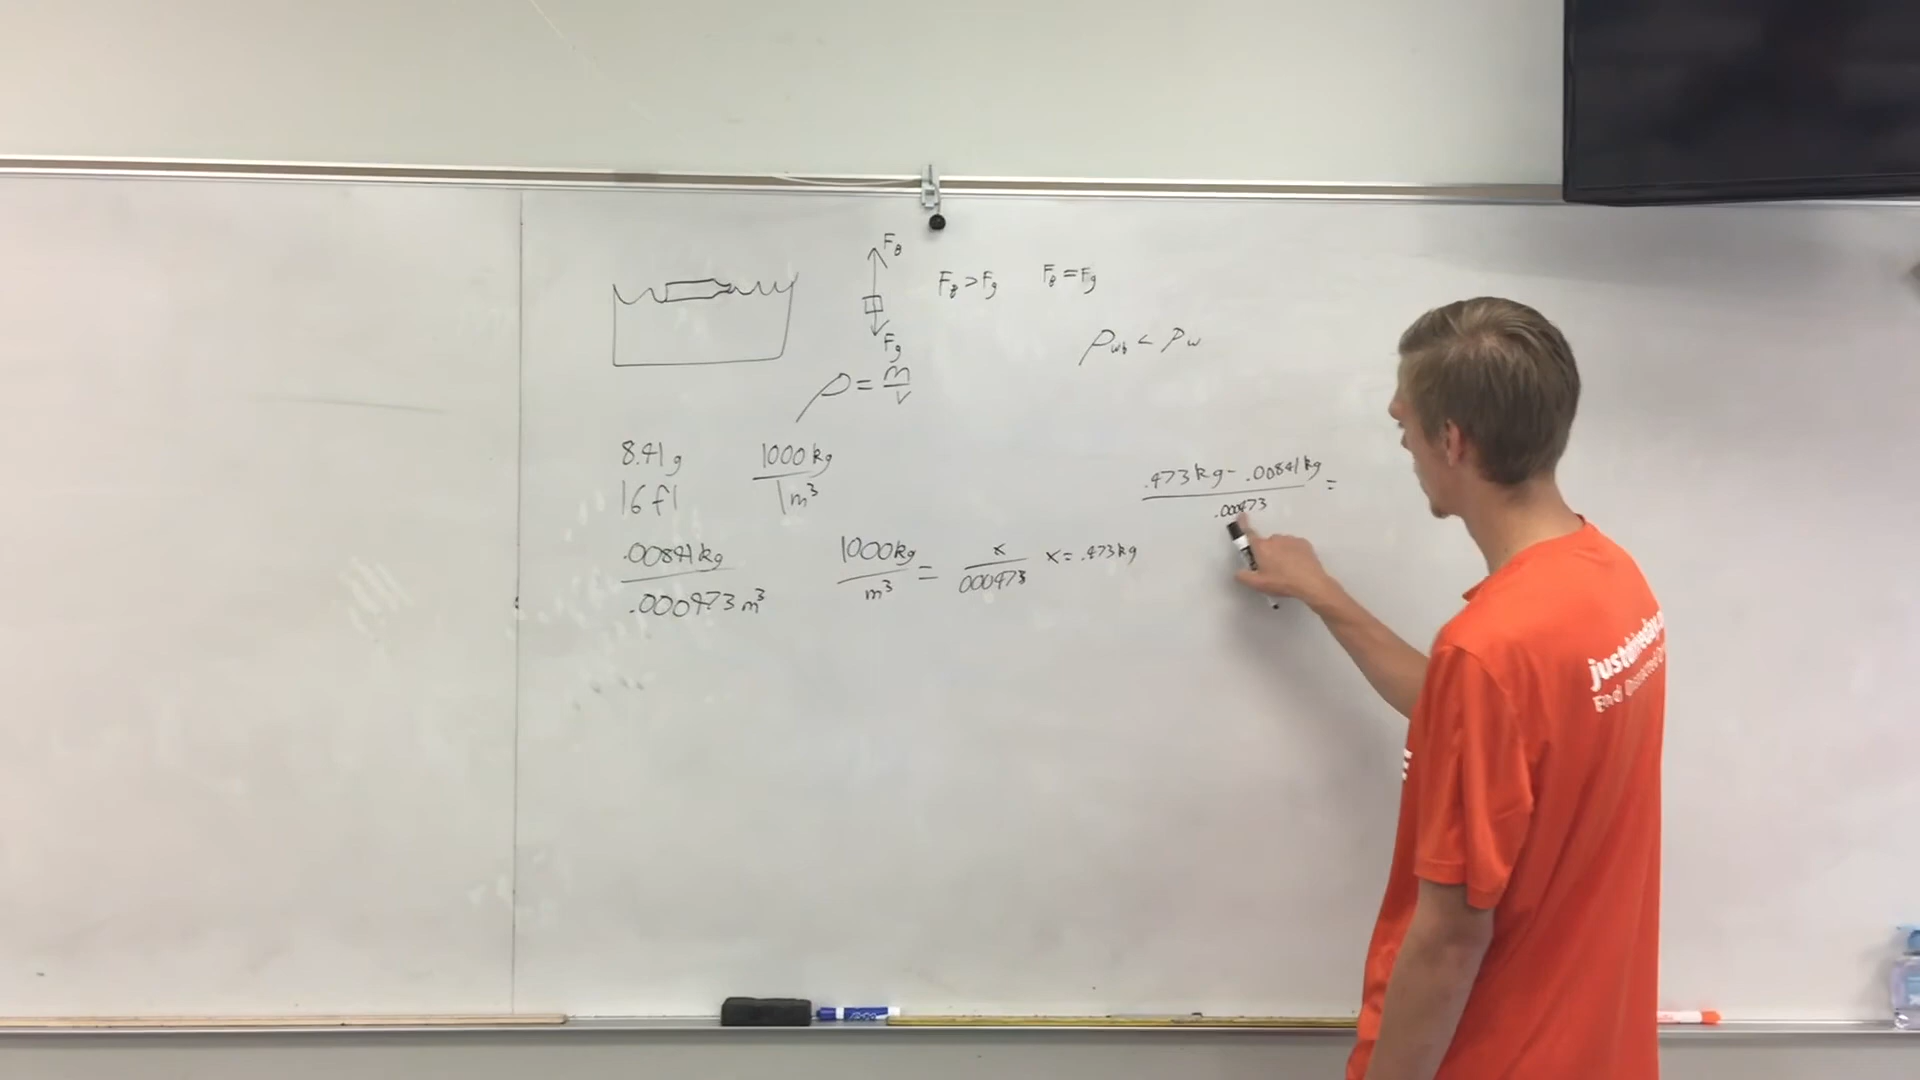 F_B
F_B > F_g   F_B = F_g
F_g
ρ_wb < ρ_w
ρ = m/V
8.41 g   1000 kg / 1 m³
16 fl
.473 kg - .00841 kg / .000473 =
.00841 kg / .000473 m³   1000 kg / m³ = x / 000473   x = .473 kg